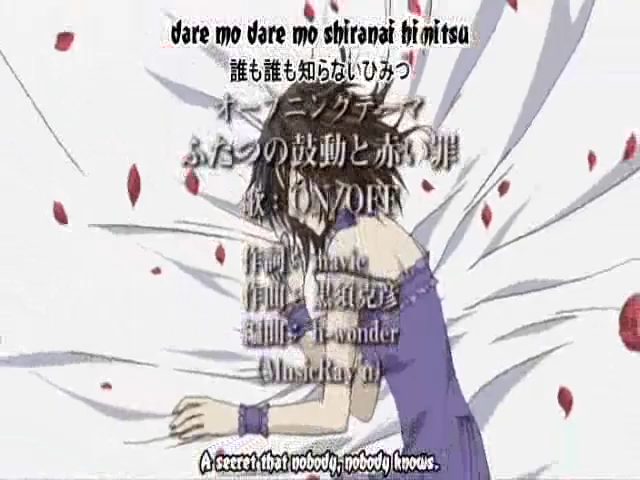 dare mo dare mo shiranai himitsu
誰も誰も知らないひみつ
オープニングテーマ
ふたつの鼓動と赤い罪
歌： ON/OFF
作詞： mavie
作曲： 黒須克彦
編曲： h-wonder
(MusicRay'n)
A secret that nobody, nobody knows.